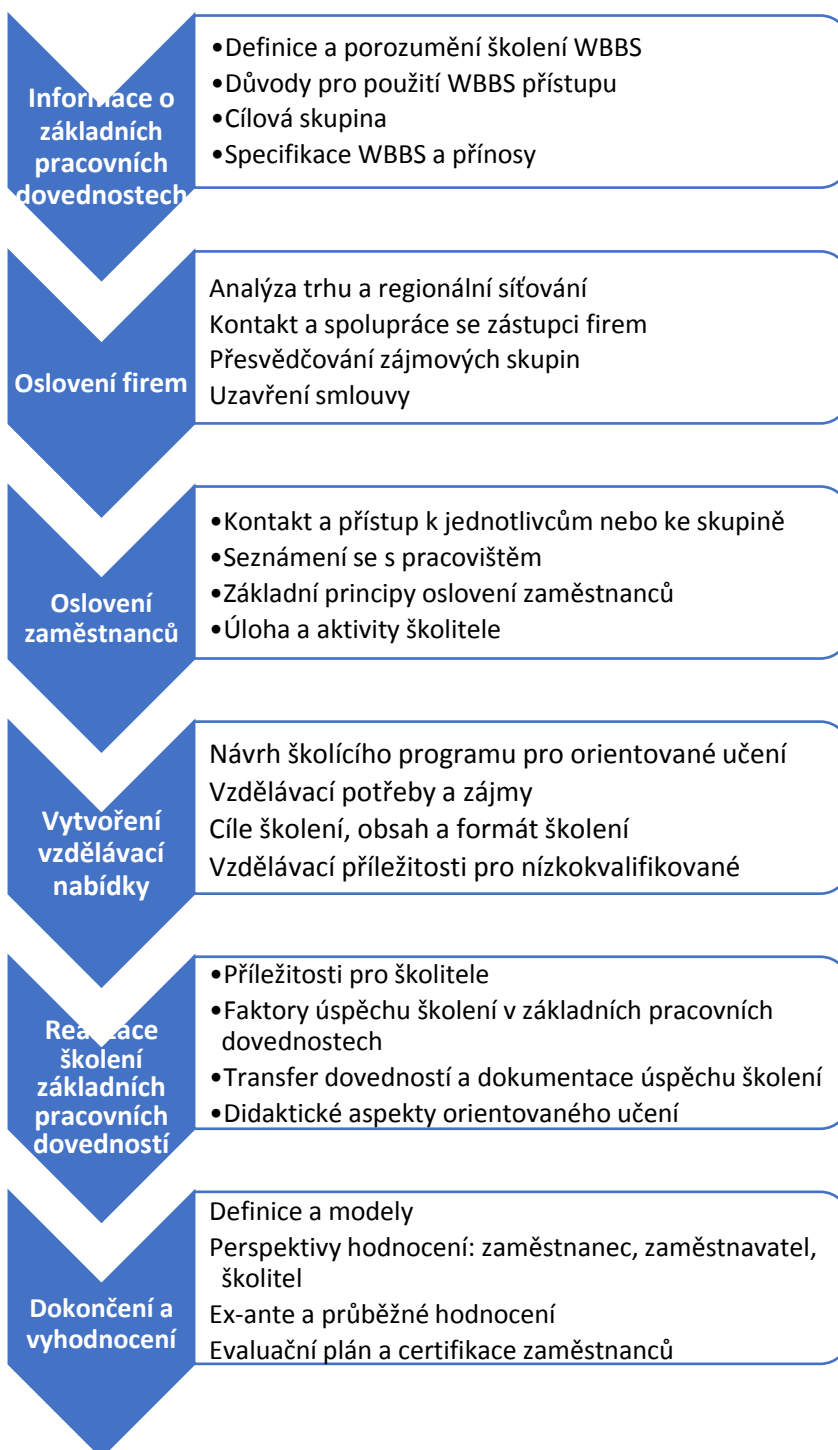 Informace o
základních
pracovních
dovednostech
•Definice a porozumění školení WBBS
•Důvody pro použití WBBS přístupu
•Cílová skupina
•Specifikace WBBS a přínosy
Oslovení firem
Analýza trhu a regionální síťování
Kontakt a spolupráce se zástupci firem
Přesvědčování zájmových skupin
Uzavření smlouvy
Oslovení
zaměstnanců
•Kontakt a přístup k jednotlivcům nebo ke skupině
•Seznámení se s pracovištěm
•Základní principy oslovení zaměstnanců
•Úloha a aktivity školitele
Vytvoření
vzdělávací
nabídky
Návrh školícího programu pro orientované učení
Vzdělávací potřeby a zájmy
Cíle školení, obsah a formát školení
Vzdělávací příležitosti pro nízkokvalifikované
Realizace
školení
základních
pracovních
dovedností
•Příležitosti pro školitele
•Faktory úspěchu školení v základních pracovních
dovednostech
•Transfer dovedností a dokumentace úspěchu školení
•Didaktické aspekty orientovaného učení
Dokončení a
vyhodnocení
Definice a modely
Perspektivy hodnocení: zaměstnanec, zaměstnavatel,
školitel
Ex-ante a průběžné hodnocení
Evaluační plán a certifikace zaměstnanců